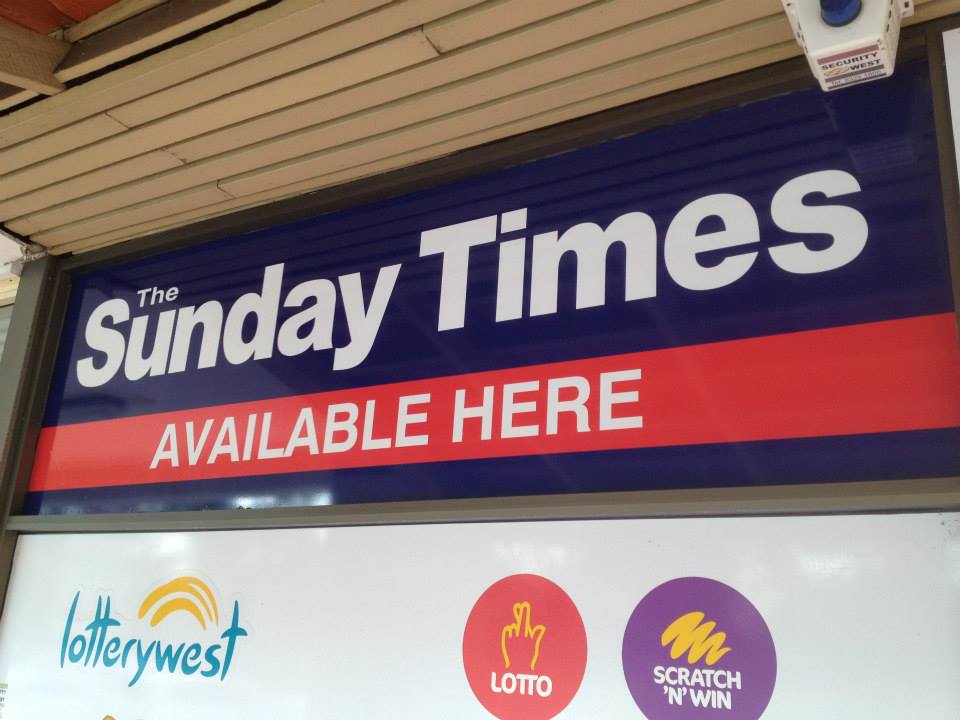 SECURITY
WEST
The
Sunday Times
AVAILABLE HERE
lotterywest
LOTTO
SCRATCH
'N' WIN